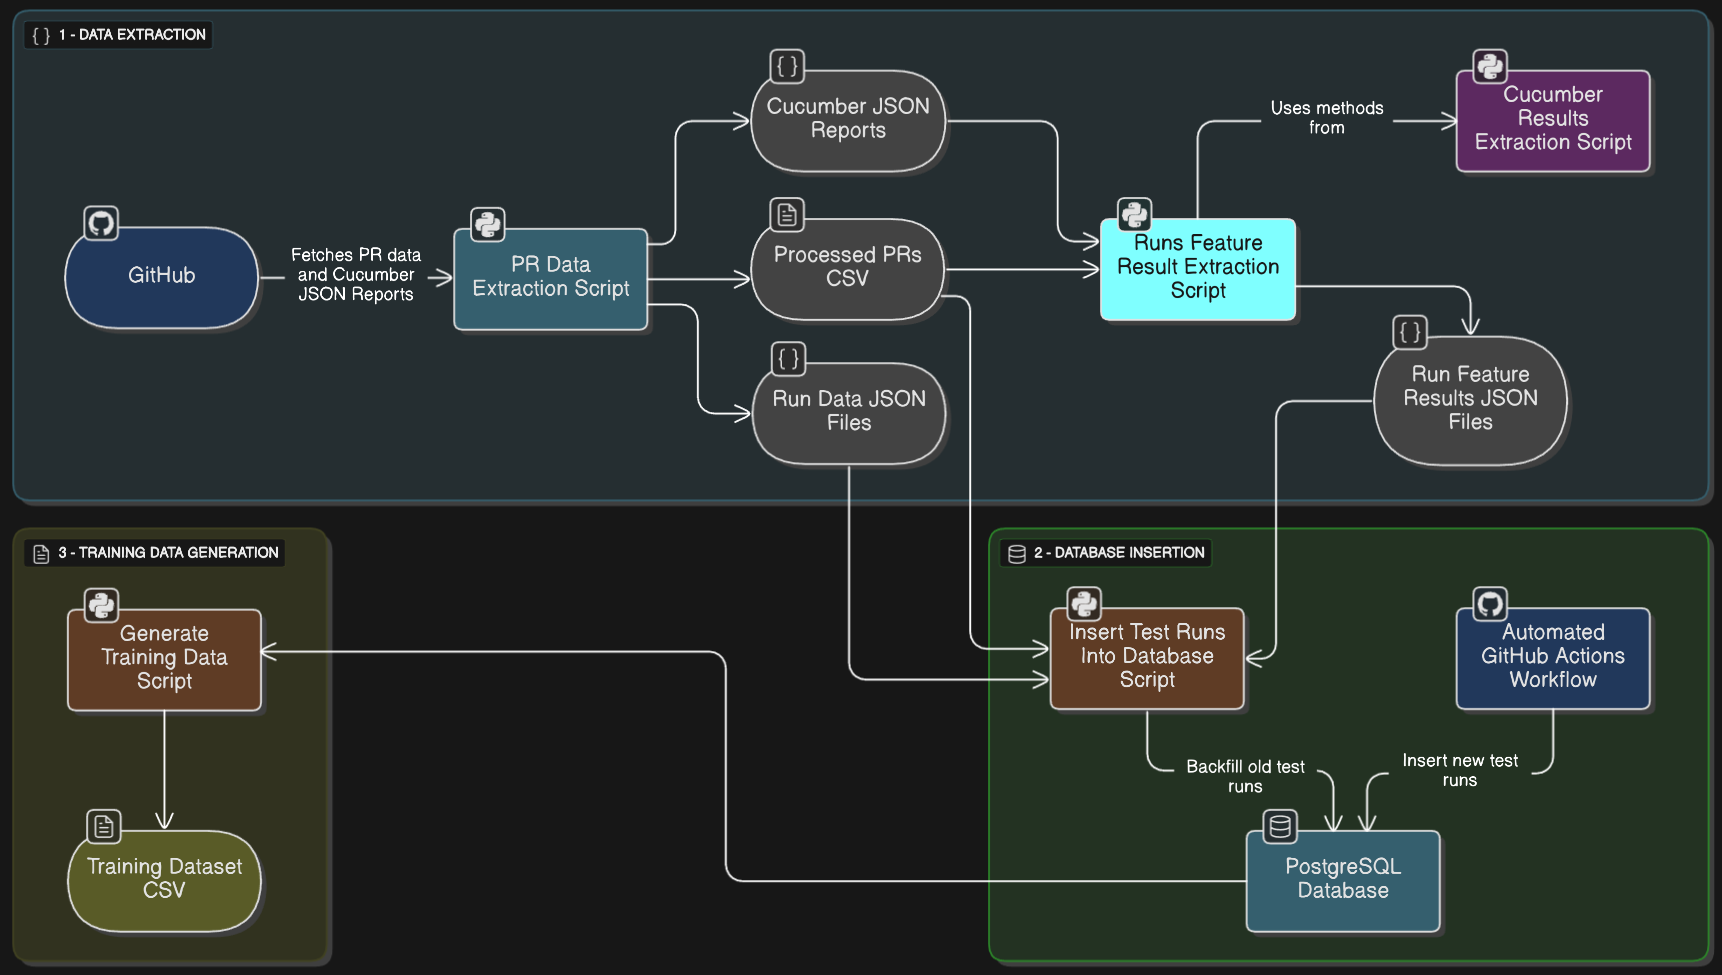 { } 1 - DATA EXTRACTION
{ }
Cucumber JSON
Reports
Uses methods
from
Cucumber
Results
Extraction Script
GitHub
Fetches PR data
and Cucumber
JSON Reports
PR Data
Extraction Script
Processed PRs
CSV
Runs Feature
Result Extraction
Script
{ }
Run Data JSON
Files
{ }
Run Feature
Results JSON
Files
3 - TRAINING DATA GENERATION
Generate
Training Data
Script
Training Dataset
CSV
2 - DATABASE INSERTION
Insert Test Runs
Into Database
Script
Automated
GitHub Actions
Workflow
Backfill old test
runs
Insert new test
runs
PostgreSQL
Database